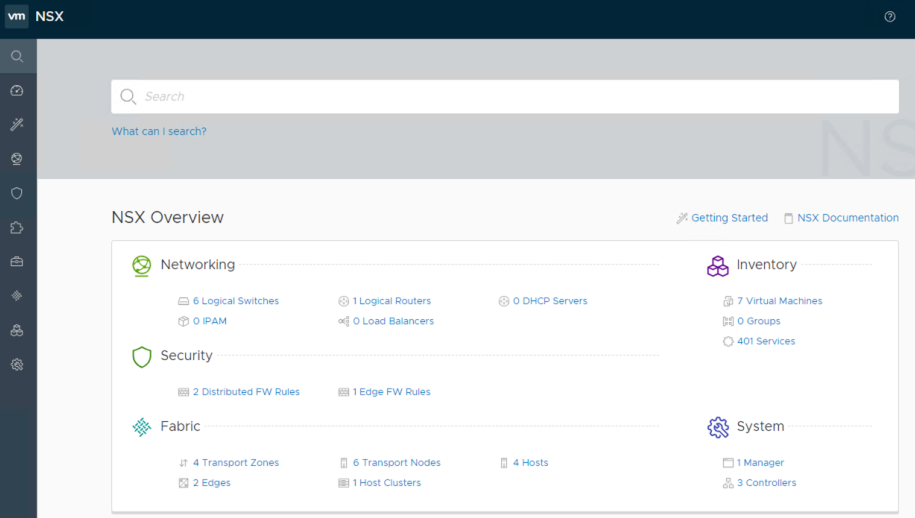 vm NSX
Search
What can I search?
NS
NSX Overview
Getting Started
NSX Documentation
Networking
6 Logical Switches
1 Logical Routers
0 DHCP Servers
0 IPAM
0 Load Balancers
Security
2 Distributed FW Rules
1 Edge FW Rules
Fabric
4 Transport Zones
6 Transport Nodes
4 Hosts
2 Edges
1 Host Clusters
Inventory
7 Virtual Machines
0 Groups
401 Services
System
1 Manager
3 Controllers